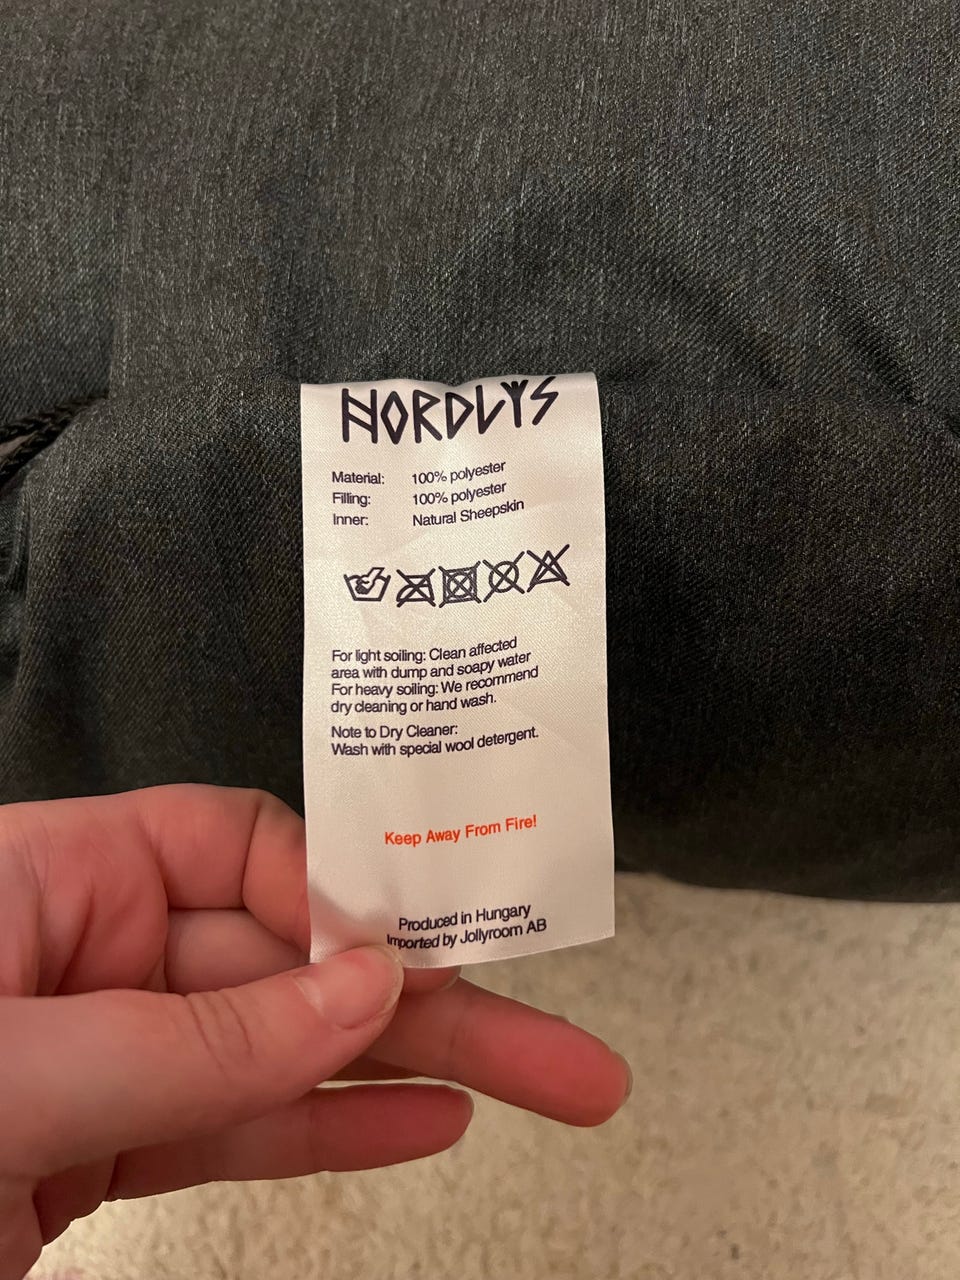 NORDLYS
Material: 100% polyester
Filling: 100% polyester
Inner: Natural Sheepskin
For light soiling: Clean affected
area with dump and soapy water
For heavy soiling: We recommend
dry cleaning or hand wash.
Note to Dry Cleaner:
Wash with special wool detergent.
Keep Away From Fire!
Produced in Hungary
Imported by Jollyroom AB